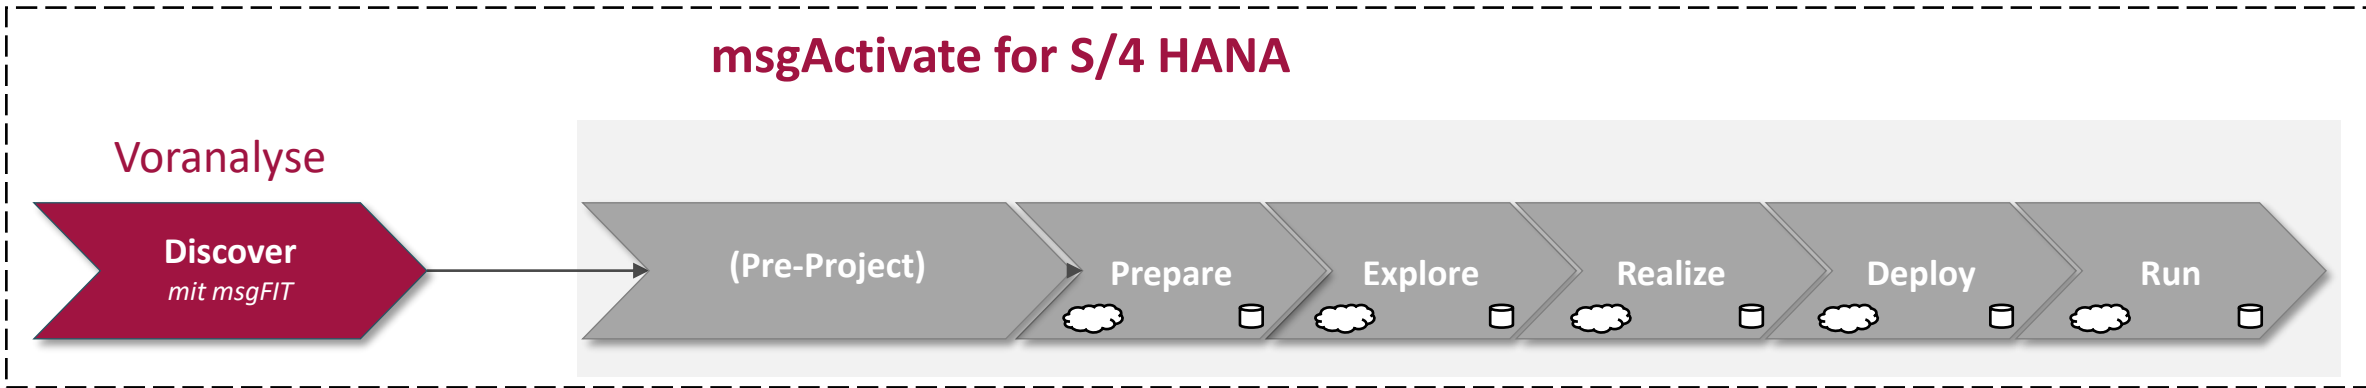 msgActivate for S/4 HANA
Voranalyse
Discover
mit msgFIT
(Pre-Project)
Prepare
Explore
Realize
Deploy
Run